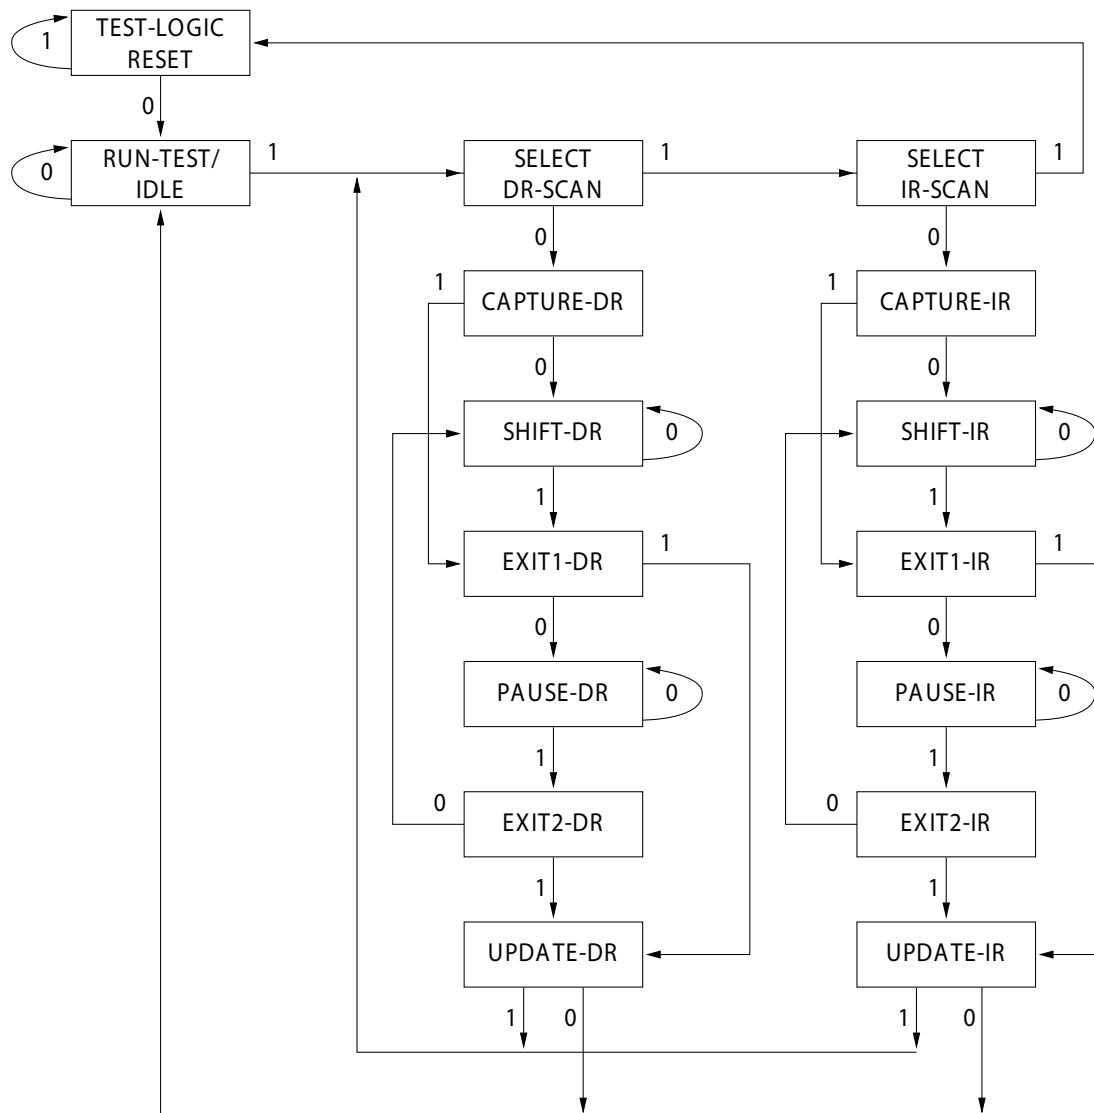 TEST-LOGIC
RESET
1
0
RUN-TEST/
IDLE
0
1
SELECT
DR-SCAN
1
SELECT
IR-SCAN
1
0
0
1
CAPTURE-DR
1
CAPTURE-IR
0
0
SHIFT-DR
0
SHIFT-IR
0
1
1
EXIT1-DR
1
EXIT1-IR
1
0
0
PAUSE-DR
0
PAUSE-IR
0
1
1
0
EXIT2-DR
0
EXIT2-IR
1
1
UPDATE-DR
UPDATE-IR
1
0
1
0